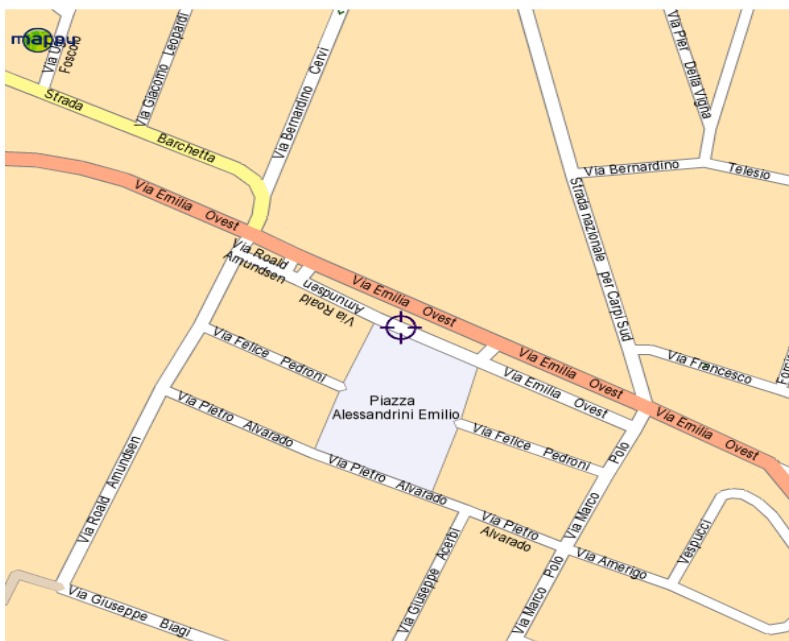 mappy
Via U
Foscolo
Via Giacomo Leopardi
Via Bernardino Cervi
Via Pier Della Vigna
Strada Barchetta
Via Bernardino Telesio
Strada nazionale per Carpi Sud
Via Emilia Ovest
Via Roald
Amundsen
Via Roald
Amundsen
Via Emilia Ovest
Via Emilia Ovest
Via Francesco
Via Felice Pedroni
Via Emilia Ovest
Via Emilia Ovest
Piazza
Alessandrini Emilio
Via Pietro Alvarado
Via Felice Pedroni
Via Pietro Alvarado
Via Roald Amundsen
Via Marco Polo
Via Pietro
Alvarado
Via Giuseppe Acerbi
Via Marco Polo
Via Amerigo
Vespucci
Via Giuseppe Biagi